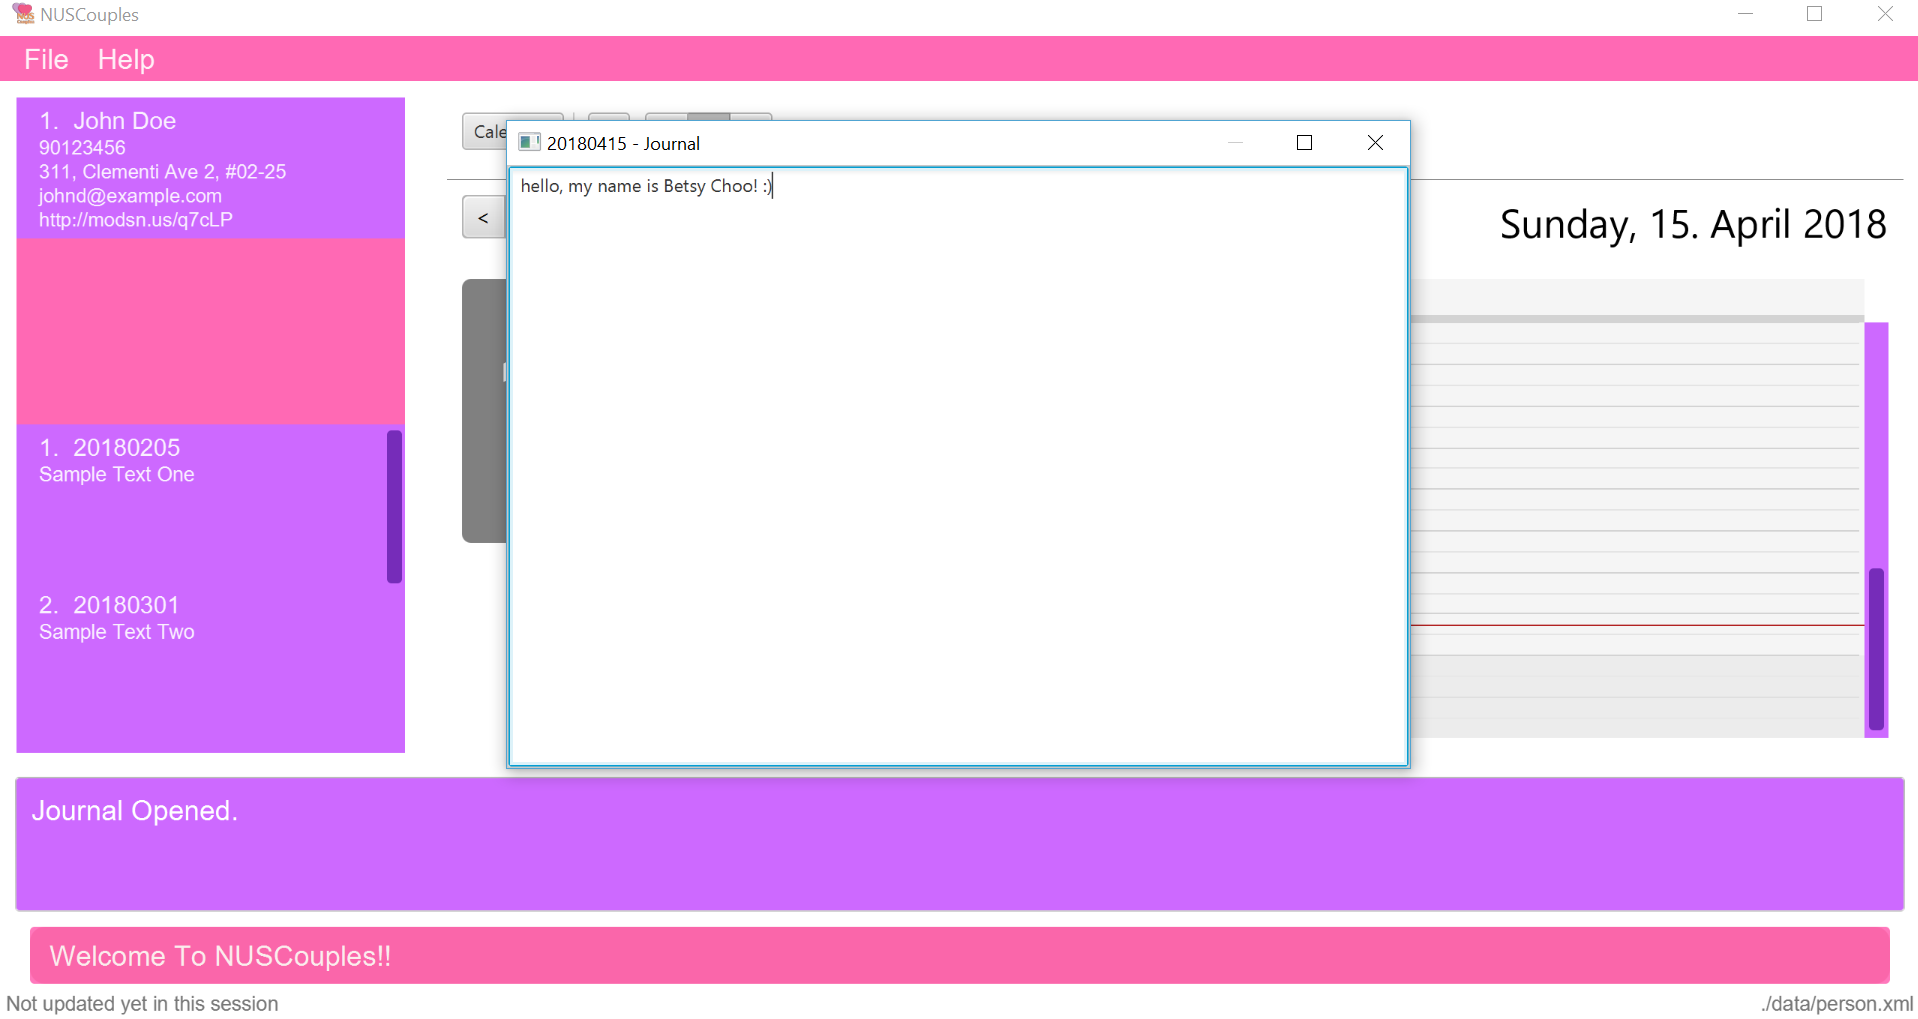 NUSCouples
File Help
1. John Doe
90123456
311, Clementi Ave 2, #02-25
johnd@example.com
http://modsn.us/q7cLP
1. 20180205
Sample Text One
2. 20180301
Sample Text Two
Cale
<
Sunday, 15. April 2018
20180415 - Journal
hello, my name is Betsy Choo! :)
Journal Opened.
Welcome To NUSCouples!!
Not updated yet in this session
./data/person.xml